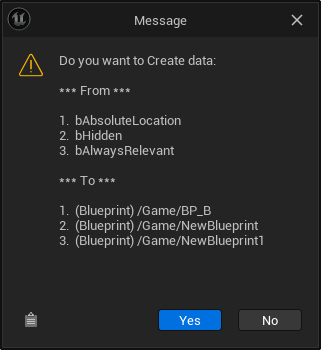 Message
Do you want to Create data:
*** From ***
1. bAbsoluteLocation
2. bHidden
3. bAlwaysRelevant
*** To ***
1. (Blueprint) /Game/BP_B
2. (Blueprint) /Game/NewBlueprint
3. (Blueprint) /Game/NewBlueprint1
Yes No